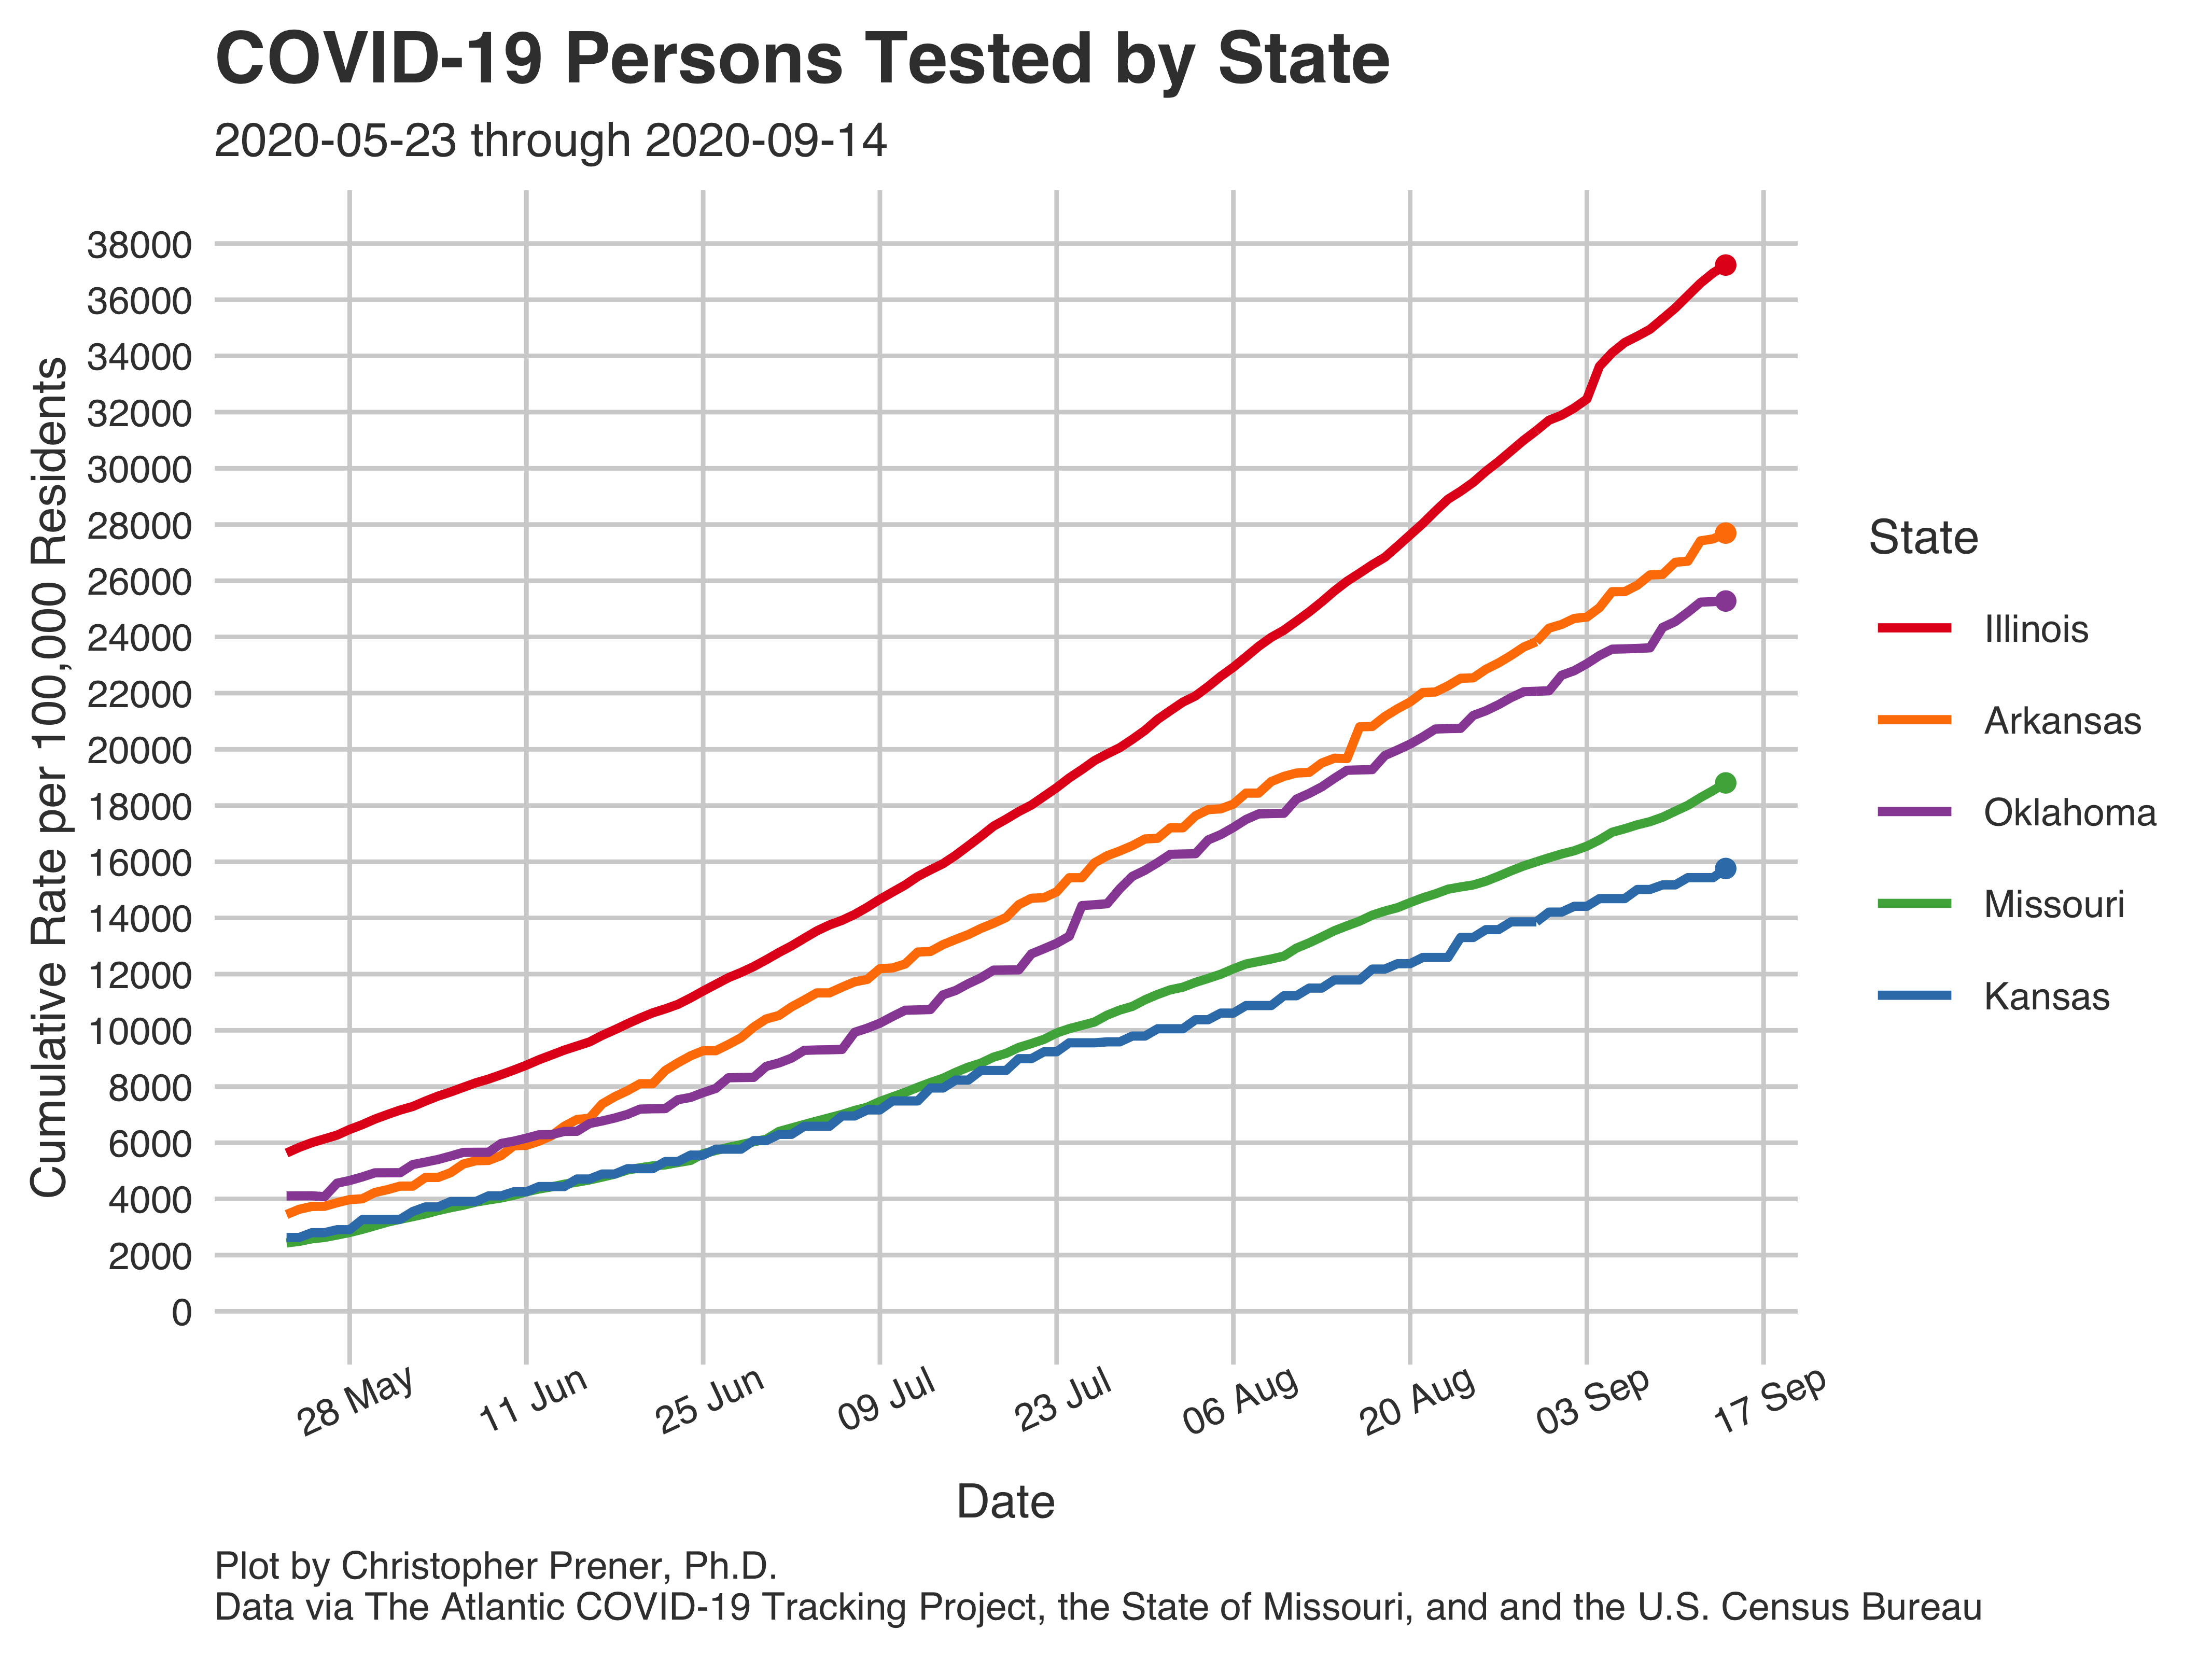 COVID-19 Persons Tested by State
2020-05-23 through 2020-09-14
Cumulative Rate per 100,000 Residents
38000
36000
34000
32000
30000
28000
26000
24000
22000
20000
18000
16000
14000
12000
10000
8000
6000
4000
2000
0
28 May
11 Jun
25 Jun
09 Jul
23 Jul
06 Aug
20 Aug
03 Sep
17 Sep
Date
State
Illinois
Arkansas
Oklahoma
Missouri
Kansas
Plot by Christopher Prener, Ph.D.
Data via The Atlantic COVID-19 Tracking Project, the State of Missouri, and and the U.S. Census Bureau